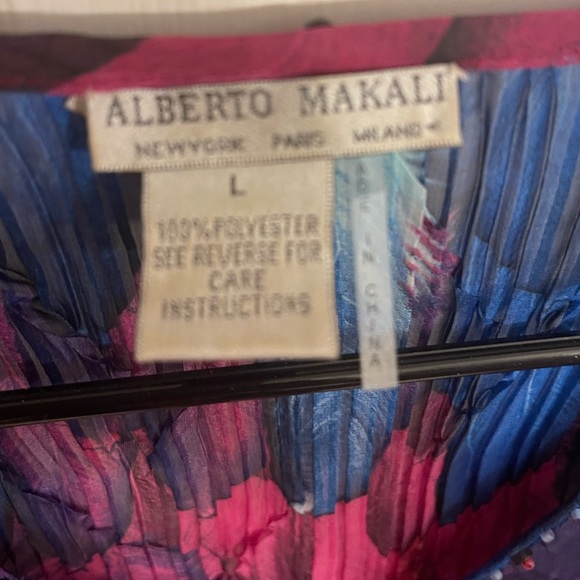 ALBERTO MAKALI
NEWYORK PARIS MILANO
L
100% POLYESTER
SEE REVERSE FOR
CARE
INSTRUCTIONS
MADE IN CHINA